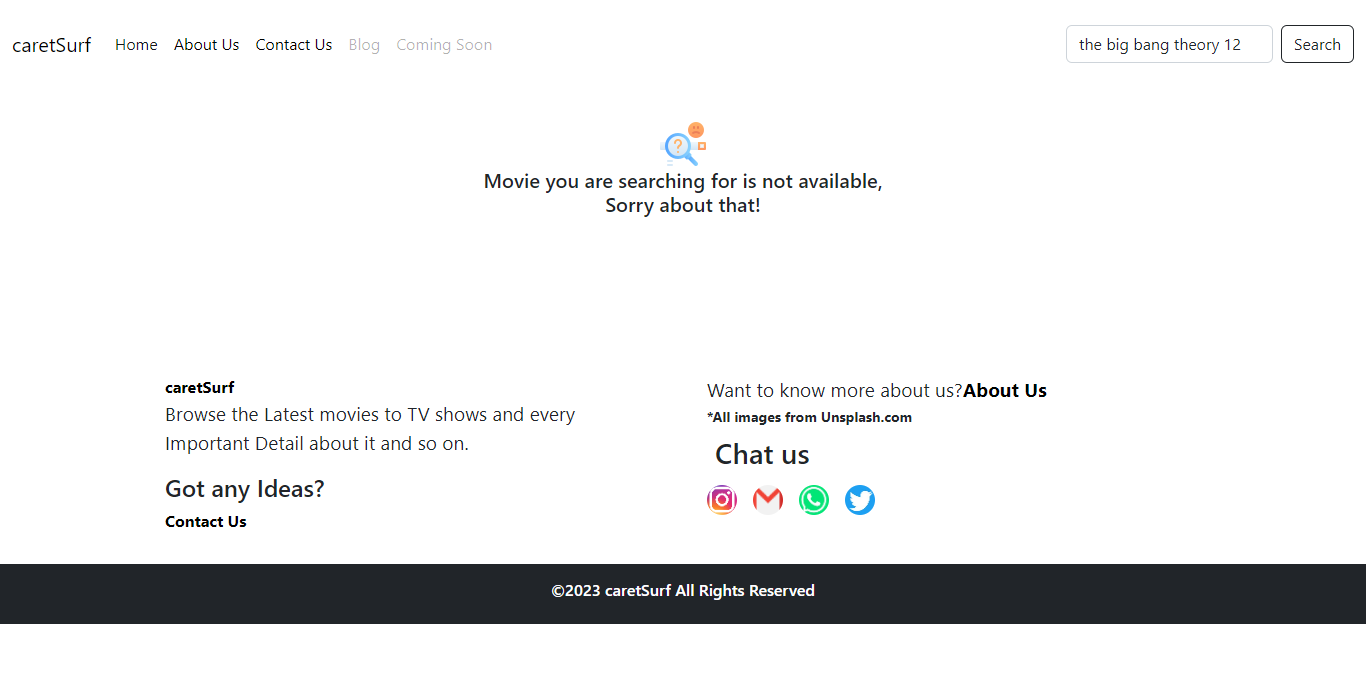 caretSurf Home About Us Contact Us Blog Coming Soon the big bang theory 12 Search
?
Movie you are searching for is not available,
Sorry about that!
caretSurf
Browse the Latest movies to TV shows and every
Important Detail about it and so on.
Got any Ideas?
Contact Us
Want to know more about us?About Us
*All images from Unsplash.com
Chat us
©2023 caretSurf All Rights Reserved